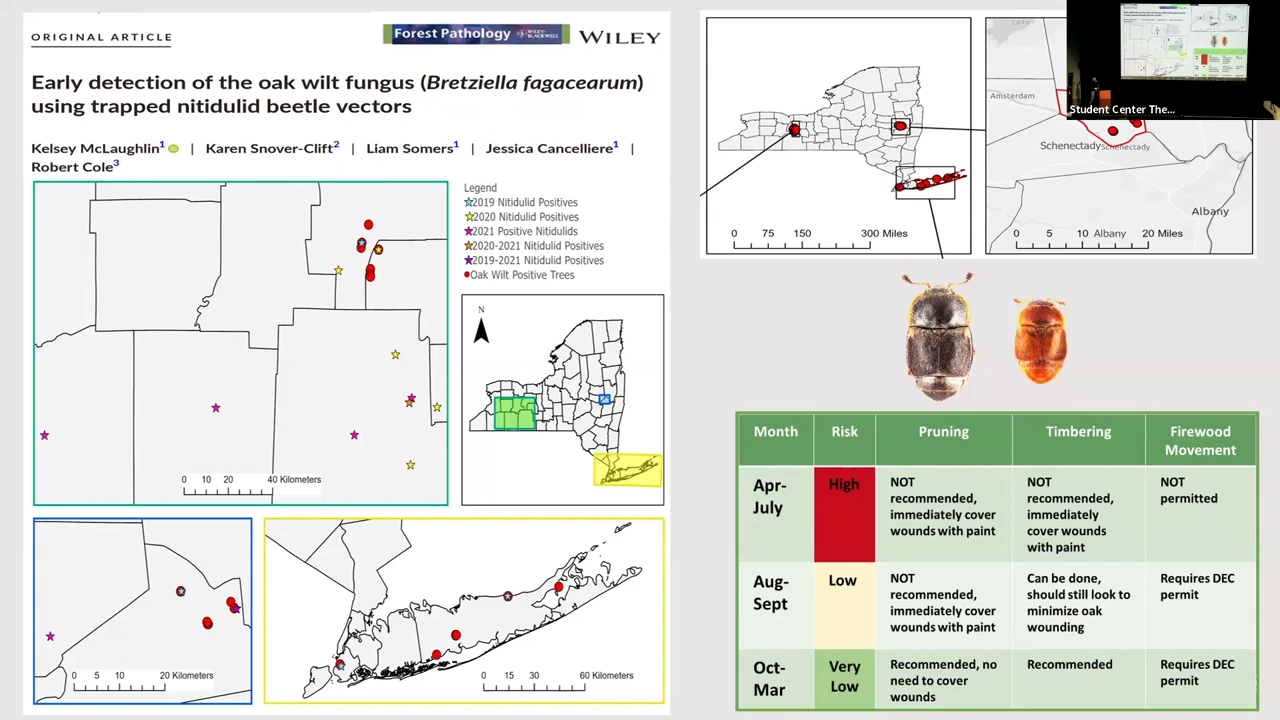 ORIGINAL ARTICLE
Forest Pathology WILEY-BLACKWELL WILEY
Early detection of the oak wilt fungus (Bretziella fagacearum)
using trapped nitidulid beetle vectors
Kelsey McLaughlin1 | Karen Snover-Clift2 | Liam Somers1 | Jessica Cancelliere1 |
Robert Cole3
Legend
2019 Nitidulid Positives
2020 Nitidulid Positives
2021 Positive Nitidulids
2020-2021 Nitidulid Positives
2019-2021 Nitidulid Positives
Oak Wilt Positive Trees
0 10 20 40 Kilometers
N
0 5 10 20 Kilometers
0 15 30 60 Kilometers
0 75 150 300 Miles
Lake
Amsterdam
Schenectady
Schenectady
Albany
0 5 10 Albany 20 Miles
Student Center The...
Month Risk Pruning Timbering Firewood
Movement
Apr-
July
High
NOT
recommended,
immediately cover
wounds with paint
NOT
recommended,
immediately
cover wounds
with paint
NOT
permitted
Aug-
Sept
Low
NOT
recommended,
immediately cover
wounds with paint
Can be done,
should still look to
minimize oak
wounding
Requires DEC
permit
Oct-
Mar
Very
Low
Recommended, no
need to cover
wounds
Recommended
Requires DEC
permit